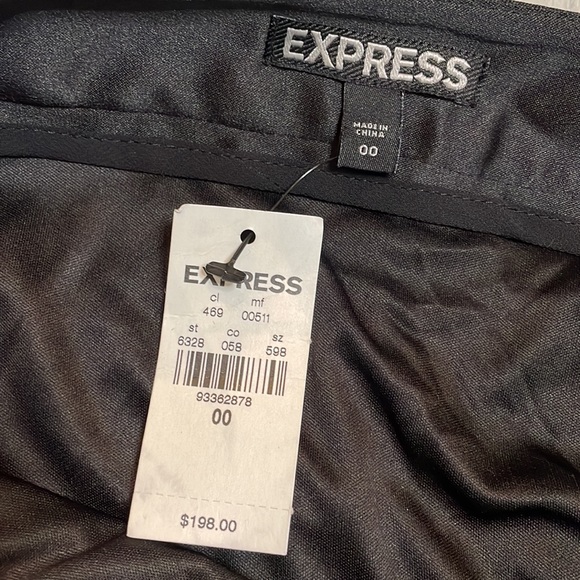 EXPRESS
MADE IN
CHINA
00
EXPRESS
cl mf
469 00511
st co sz
6328 058 598
93362878
00
$198.00